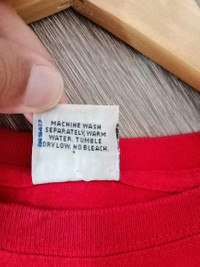 MACHINE WASH
SEPARATELY, WARM
WATER. TUMBLE
DRY LOW. NO BLEACH.